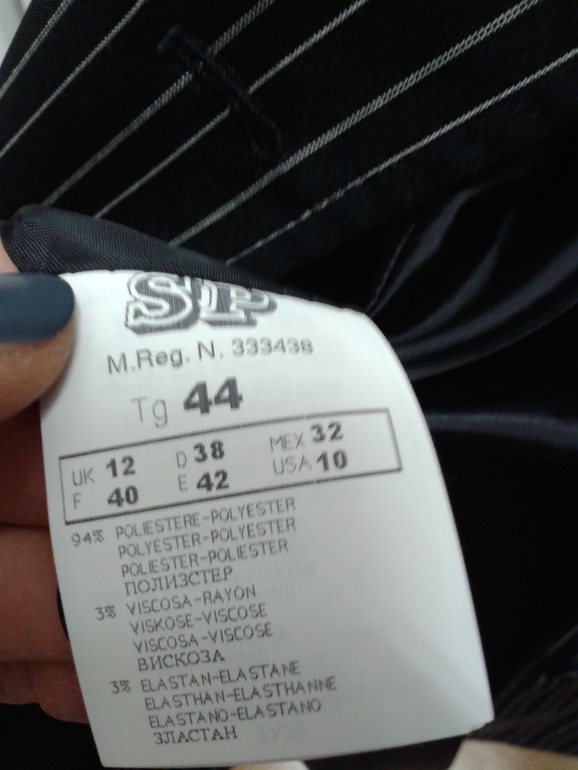 SP
M.Reg. N. 333438
Tg 44
UK 12 D 38 MEX 32
F 40 E 42 USA 10
94% POLIESTERE-POLYESTER
POLYESTER-POLYESTER
POLIESTER-POLIESTER
ПОЛИЗСТЕР
3% VISCOSA-RAYON
VISKOSE-VISCOSE
VISCOSA-VISCOSE
ВИСКОЗА
3% ELASTAN-ELASTANE
ELASTHAN-ELASTHANNE
ELASTANO-ELASTANO
ЗЛАСТАН